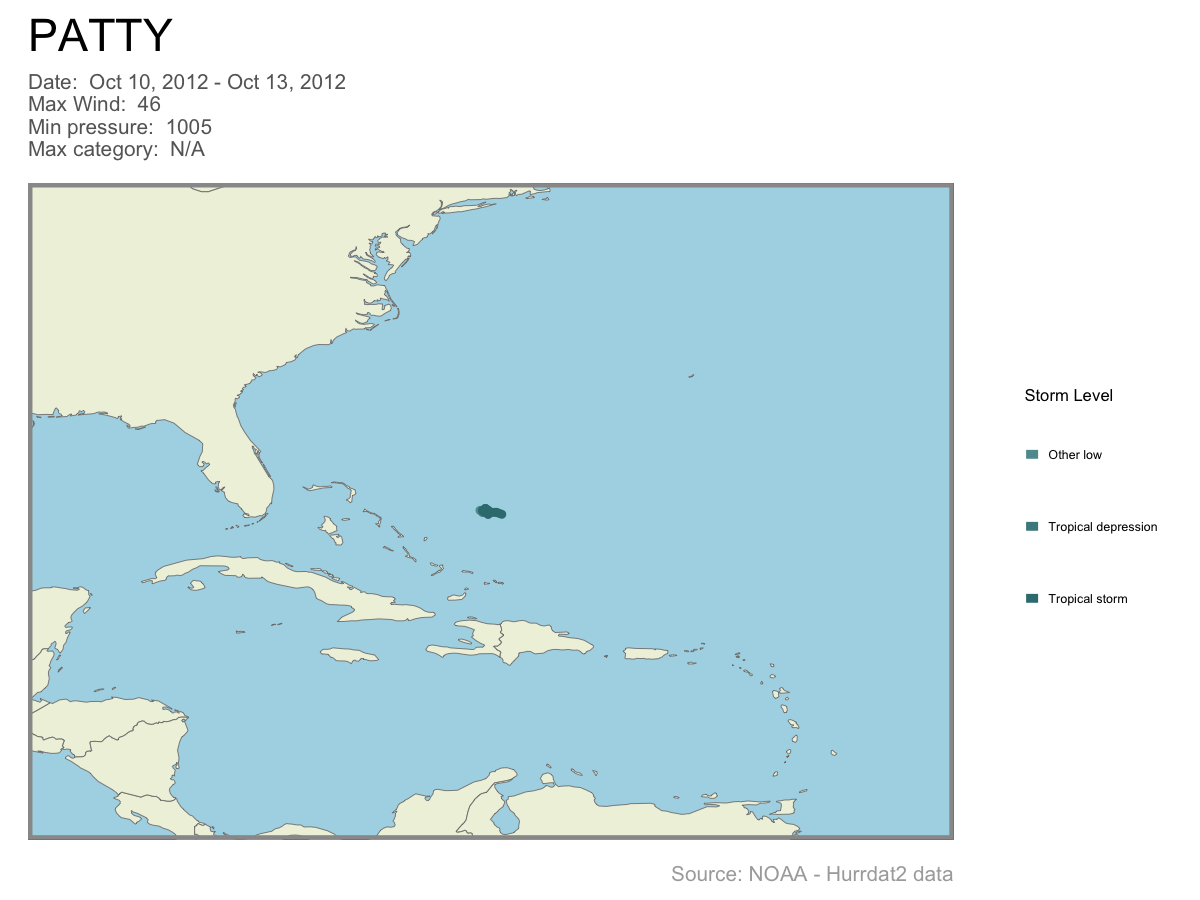 PATTY
Date:  Oct 10, 2012 - Oct 13, 2012
Max Wind:  46
Min pressure:  1005
Max category:  N/A
Storm Level
Other low
Tropical depression
Tropical storm
Source: NOAA - Hurrdat2 data